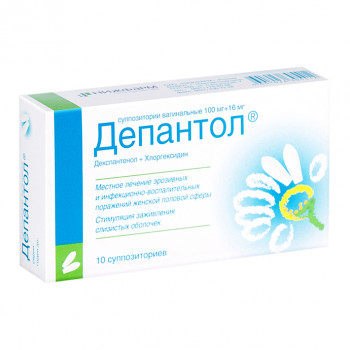 суппозитории вагинальные 100 мг+16 мг
Депантол®
Декспантенол + Хлоргексидин
Местное лечение эрозивных
и инфекционно-воспалительных
поражений женской половой сферы
Стимуляция заживления
слизистых оболочек
10 суппозиториев